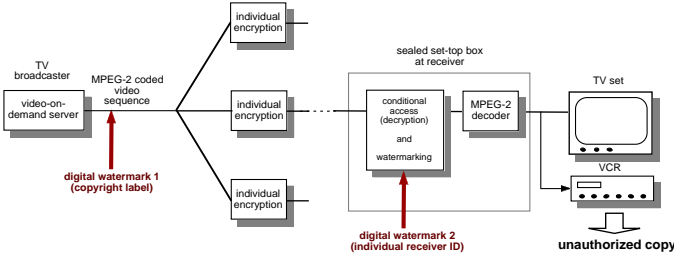 TV
broadcaster
video-on-
demand server
MPEG-2 coded
video
sequence
digital watermark 1
(copyright label)
individual
encryption
individual
encryption
individual
encryption
sealed set-top box
at receiver
conditional
access
(decryption)
and
watermarking
MPEG-2
decoder
digital watermark 2
(individual receiver ID)
TV set
VCR
unauthorized copy